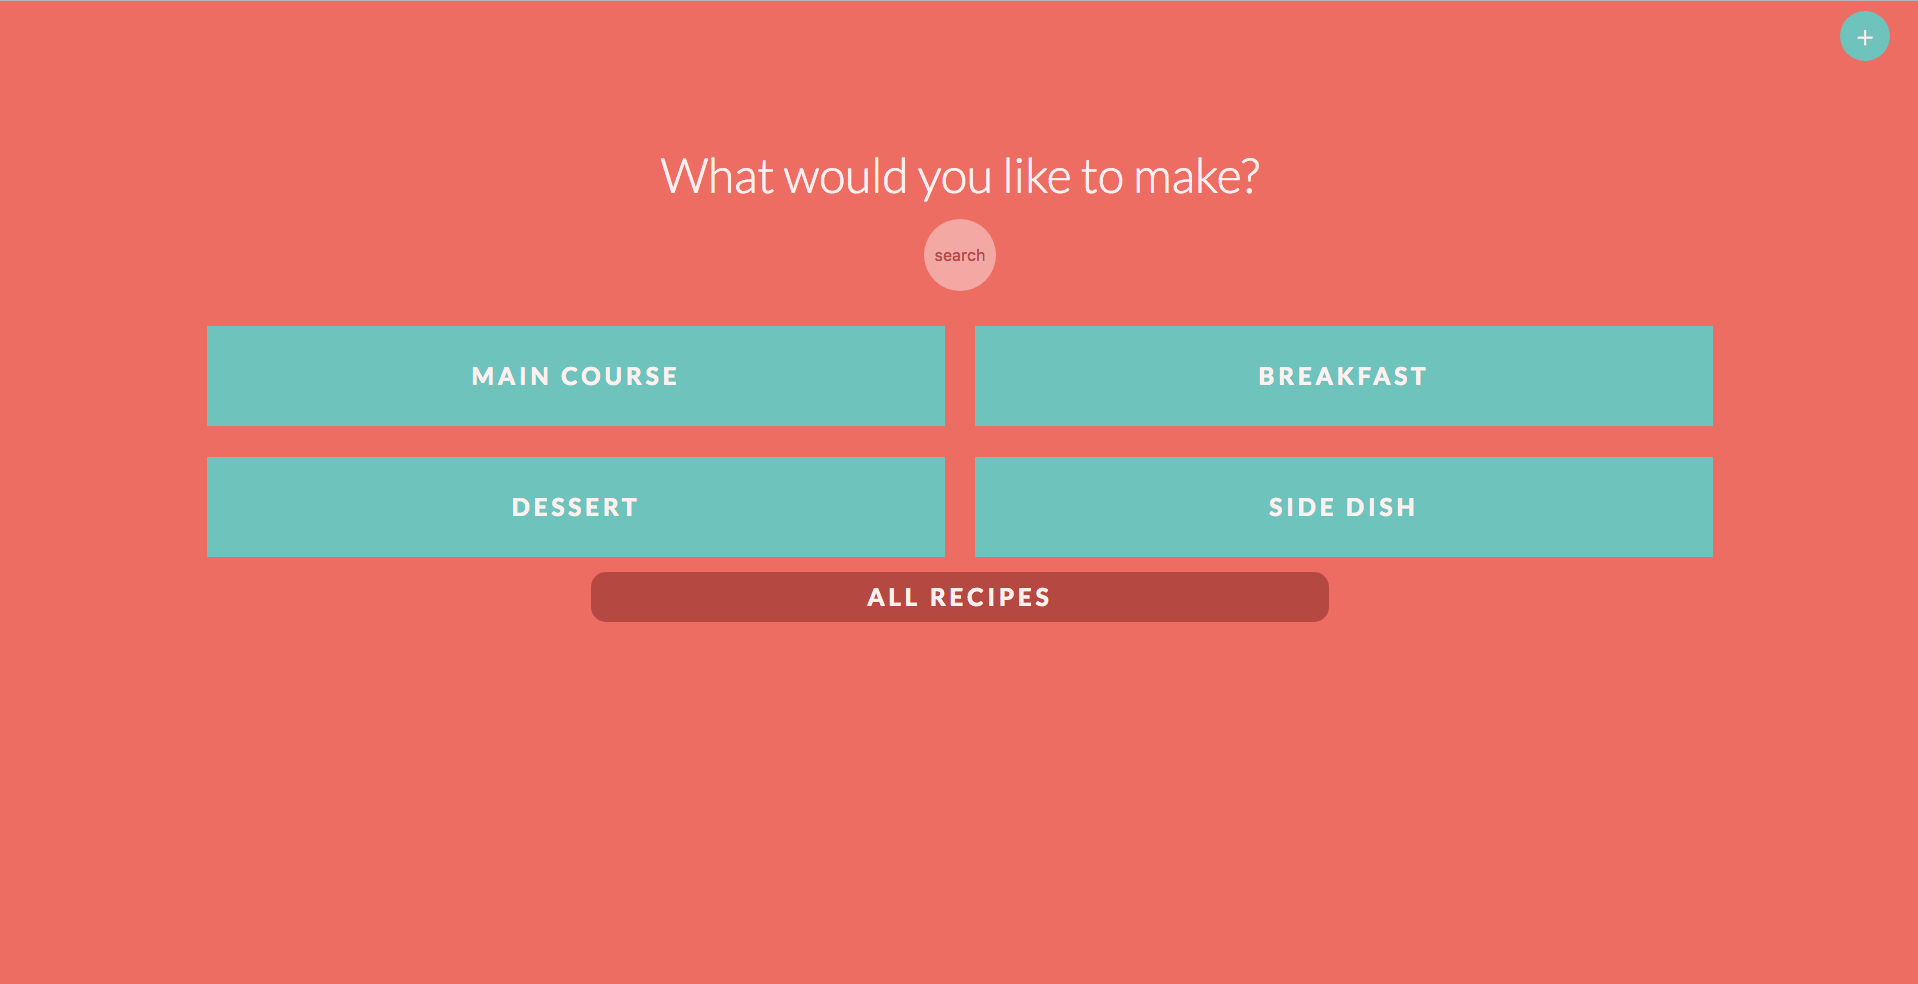 +
What would you like to make?
search
MAIN COURSE
BREAKFAST
DESSERT
SIDE DISH
ALL RECIPES